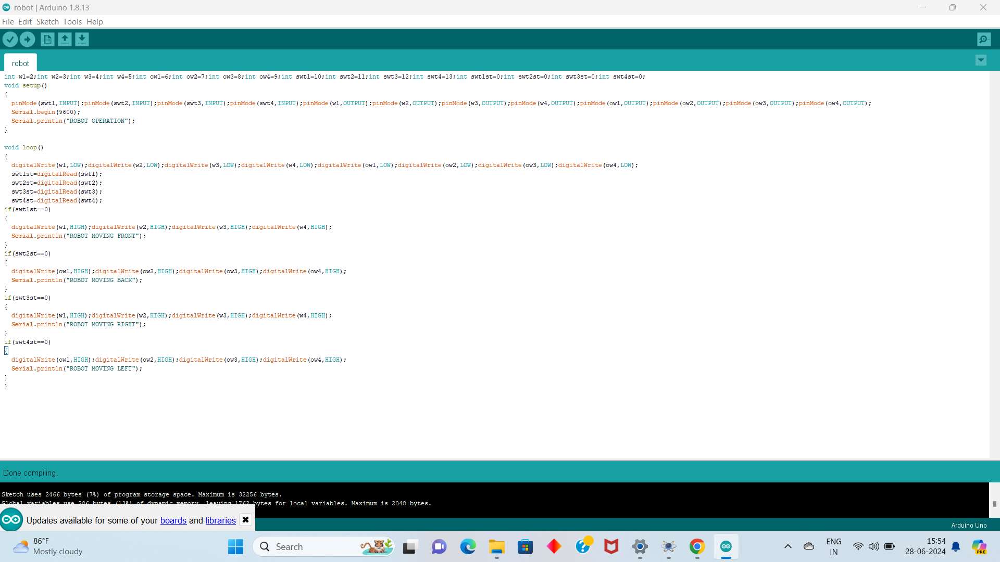 robot | Arduino 1.8.13
File Edit Sketch Tools Help
robot
int w1=2;int w2=3;int w3=4;int w4=5;int ow1=6;int ow2=7;int ow3=8;int ow4=9;int swt1=10;int swt2=11;int swt3=12;int swt4=13;int swt1st=0;int swt2st=0;int swt3st=0;int swt4st=0;
void setup()
{
pinMode(swt1,INPUT);pinMode(swt2,INPUT);pinMode(swt3,INPUT);pinMode(swt4,INPUT);pinMode(w1,OUTPUT);pinMode(w2,OUTPUT);pinMode(w3,OUTPUT);pinMode(w4,OUTPUT);pinMode(ow1,OUTPUT);pinMode(ow2,OUTPUT);pinMode(ow3,OUTPUT);pinMode(ow4,OUTPUT);
Serial.begin(9600);
Serial.println("ROBOT OPERATION");
}
void loop()
{
digitalWrite(w1,LOW);digitalWrite(w2,LOW);digitalWrite(w3,LOW);digitalWrite(w4,LOW);digitalWrite(ow1,LOW);digitalWrite(ow2,LOW);digitalWrite(ow3,LOW);digitalWrite(ow4,LOW);
swt1st=digitalRead(swt1);
swt2st=digitalRead(swt2);
swt3st=digitalRead(swt3);
swt4st=digitalRead(swt4);
if(swt1st==0)
{
digitalWrite(w1,HIGH);digitalWrite(w2,HIGH);digitalWrite(w3,HIGH);digitalWrite(w4,HIGH);
Serial.println("ROBOT MOVING FRONT");
}
if(swt2st==0)
{
digitalWrite(ow1,HIGH);digitalWrite(ow2,HIGH);digitalWrite(ow3,HIGH);digitalWrite(ow4,HIGH);
Serial.println("ROBOT MOVING BACK");
}
if(swt3st==0)
{
digitalWrite(w1,HIGH);digitalWrite(w2,HIGH);digitalWrite(w3,HIGH);digitalWrite(w4,HIGH);
Serial.println("ROBOT MOVING RIGHT");
}
if(swt4st==0)
{
digitalWrite(ow1,HIGH);digitalWrite(ow2,HIGH);digitalWrite(ow3,HIGH);digitalWrite(ow4,HIGH);
Serial.println("ROBOT MOVING LEFT");
}
}
Done compiling.
Sketch uses 2466 bytes (7%) of program storage space. Maximum is 32256 bytes.
Global variables use 286 bytes (13%) of dynamic memory, leaving 1762 bytes for local variables. Maximum is 2048 bytes.
Updates available for some of your boards and libraries
Arduino Uno
86°F
Mostly cloudy
Search
ENG
IN
15:54
28-06-2024
PRE